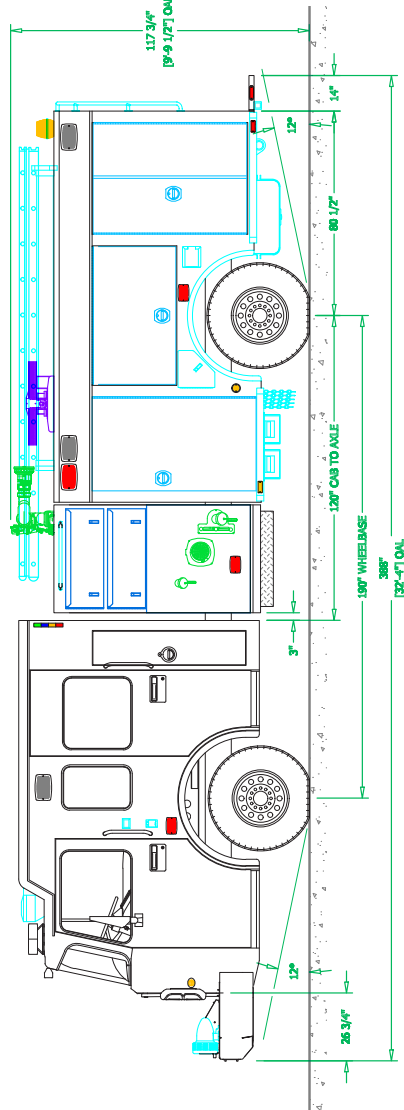 117 3/4"
[9'-9 1/2"] OAL
12°
12°
3"
26 3/4"
120" CAB TO AXLE
80 1/2"
14"
190" WHEELBASE
388"
[32'-4"] OAL